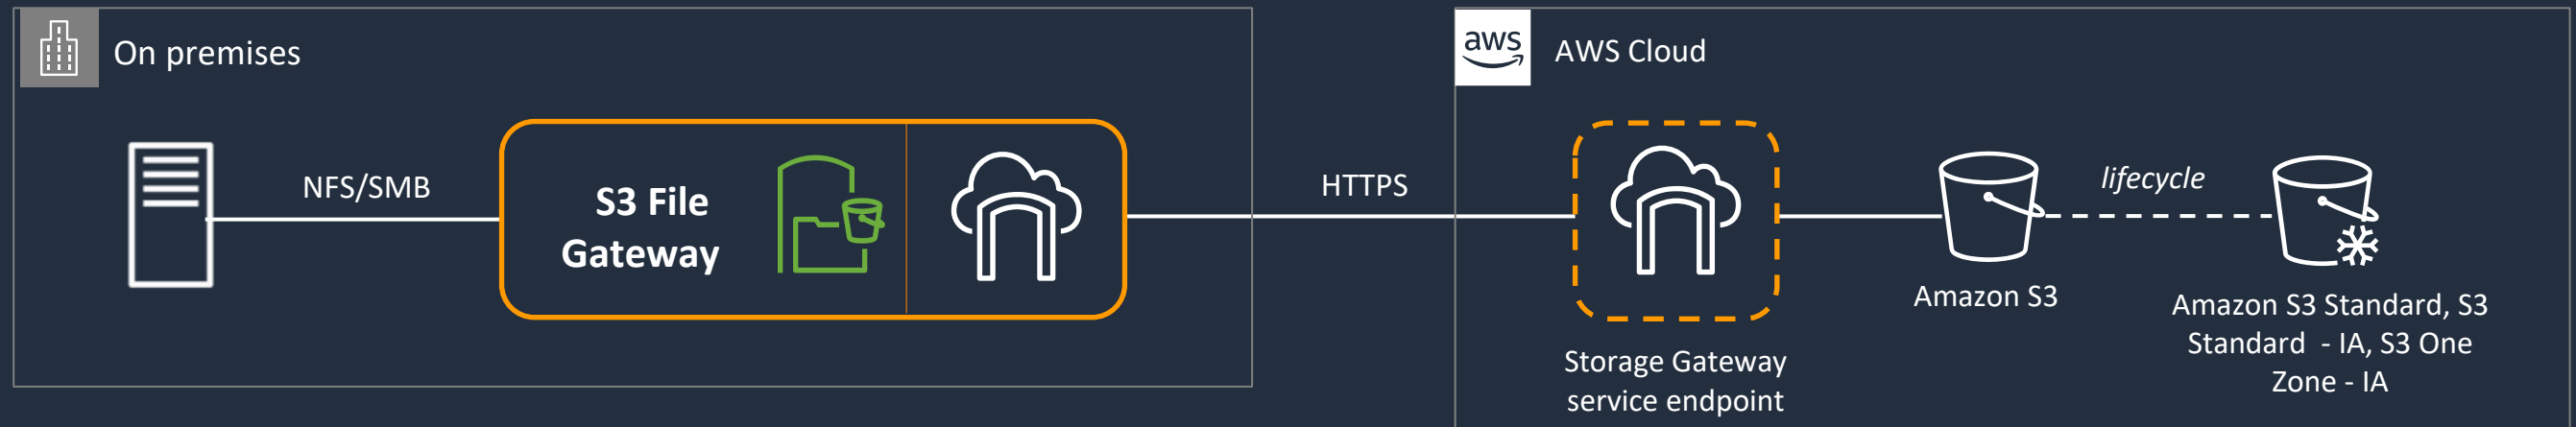 On premises
NFS/SMB
S3 File
Gateway
HTTPS
aws
AWS Cloud
Storage Gateway
service endpoint
Amazon S3
lifecycle
Amazon S3 Standard, S3
Standard - IA, S3 One
Zone - IA